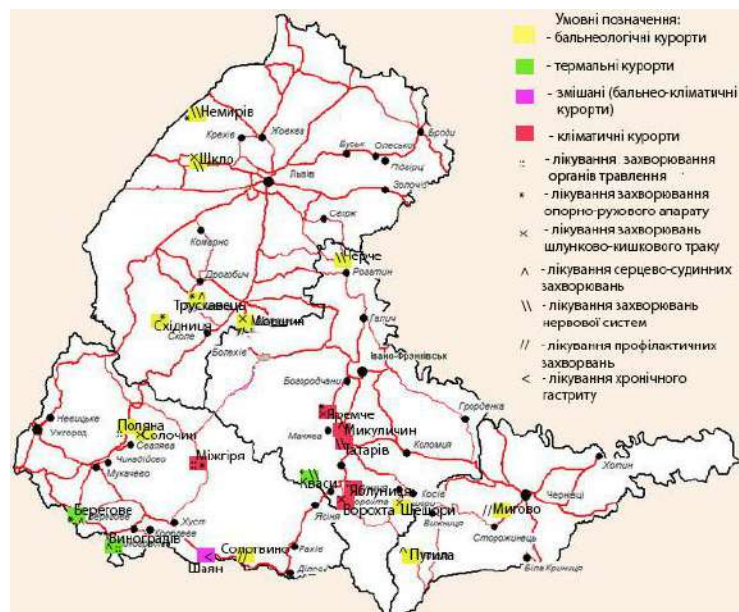 Умовні позначення:
- бальнеологічні курорти
- термальні курорти
- змішані (бальнео-кліматичні
курорти)
- кліматичні курорти
- лікування захворювання
органів травлення
- лікування захворювання
опорно-рухового апарату
- лікування захворювань
шлунково-кишкового траку
- лікування серцево-судинних
захворювань
- лікування захворювань
нервової систем
- лікування профілактичних
захворвань
- лікування хронічного
гастриту
Немирів
Крехів
Жовква
Шкло
Львів
Буськ
Олесько
Підгірці
Броди
Золочів
Комарно
Черче
Рогатин
Дрогобич
Трускавець
Східниця
Сколе
Моршин
Болехів
Галич
Івано-Франківськ
Богородчани
Невицьке
Ужгород
Поляна
Солочин
Свалява
Чинадійово
Мукачево
Міжгіря
Яремче
Манява
Микуличин
Татарів
Коломия
Городенка
Хотин
Чернівці
Кваси
Яблуниця
Ворохта
Косів
Шешори
Вижниця
Мигово
Сторожинець
Берегове
Виноградів
Хуст
Ясіня
Солотвино
Рахів
Шаян
Путила
Біла Криниця